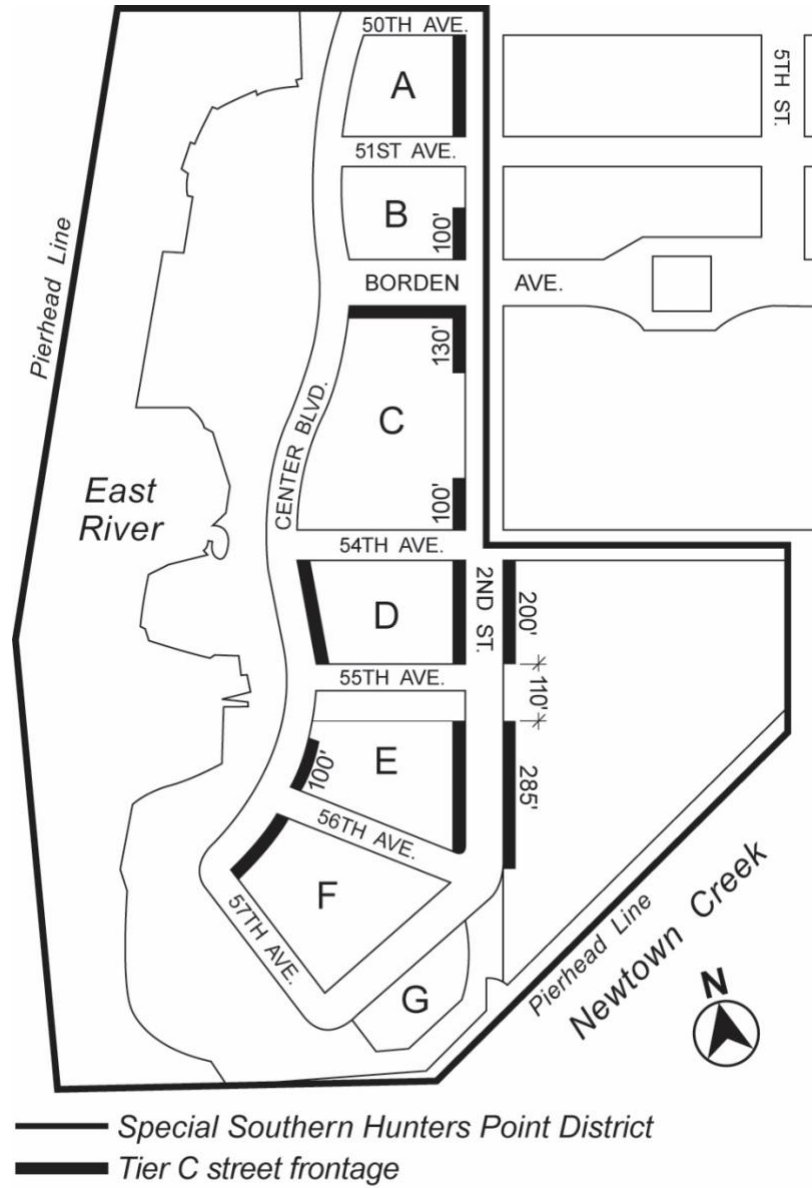 50TH AVE.
A
5TH ST.
51ST AVE.
B
100'
Pierhead Line
BORDEN AVE.
130'
C
CENTER BLVD.
East
River
100'
54TH AVE.
2ND ST.
D
200'
55TH AVE.
110'
E
100'
285'
56TH AVE.
F
57TH AVE.
G
Pierhead Line
Newtown Creek
N
Special Southern Hunters Point District
Tier C street frontage